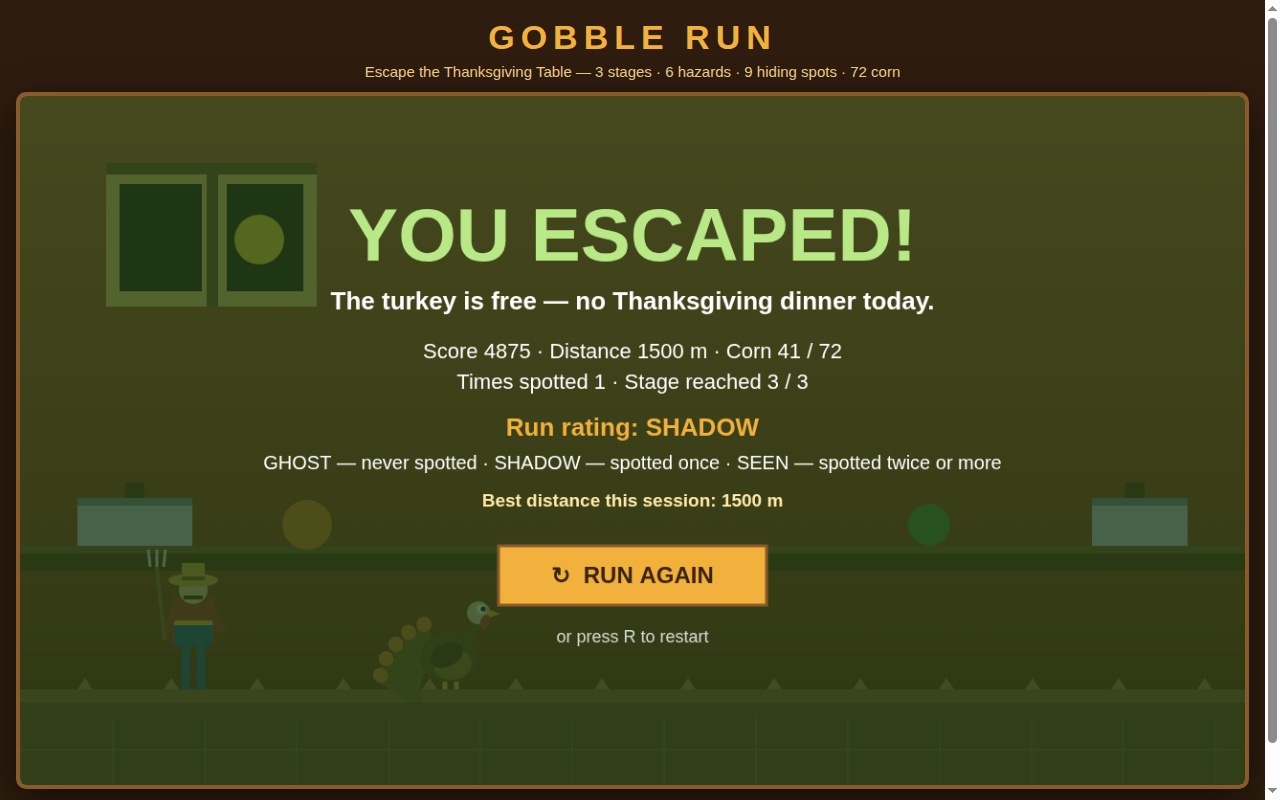 GOBBLE RUN
Escape the Thanksgiving Table — 3 stages · 6 hazards · 9 hiding spots · 72 corn
YOU ESCAPED!
The turkey is free — no Thanksgiving dinner today.
Score 4875 · Distance 1500 m · Corn 41 / 72
Times spotted 1 · Stage reached 3 / 3
Run rating: SHADOW
GHOST — never spotted · SHADOW — spotted once · SEEN — spotted twice or more
Best distance this session: 1500 m
↻ RUN AGAIN
or press R to restart